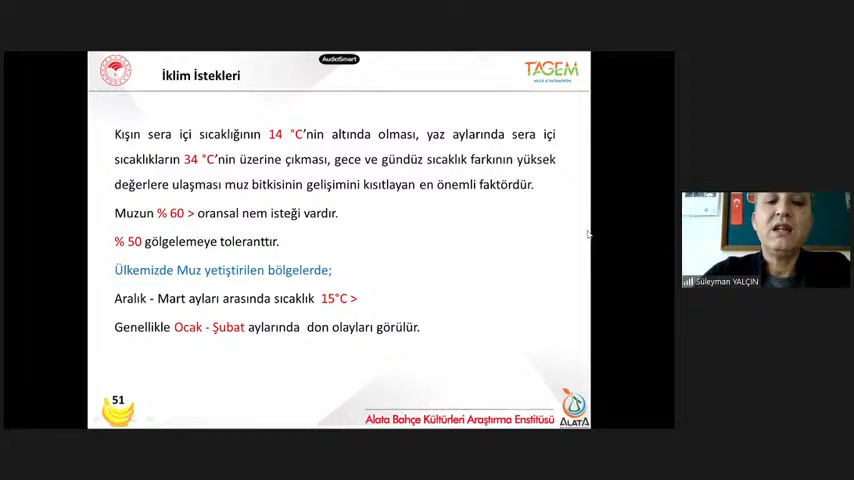 AudioSmart
İklim İstekleri
TAGEM
Kışın sera içi sıcaklığının 14 °C'nin altında olması, yaz aylarında sera içi
sıcaklıkların 34 °C'nin üzerine çıkması, gece ve gündüz sıcaklık farkının yüksek
değerlere ulaşması muz bitkisinin gelişimini kısıtlayan en önemli faktördür.
Muzun % 60 > oransal nem isteği vardır.
% 50 gölgelemeye toleranttır.
Ülkemizde Muz yetiştirilen bölgelerde;
Aralık - Mart ayları arasında sıcaklık 15°C >
Genellikle Ocak - Şubat aylarında don olayları görülür.
Süleyman YALÇIN
51
Alata Bahçe Kültürleri Araştırma Enstitüsü
ALATA